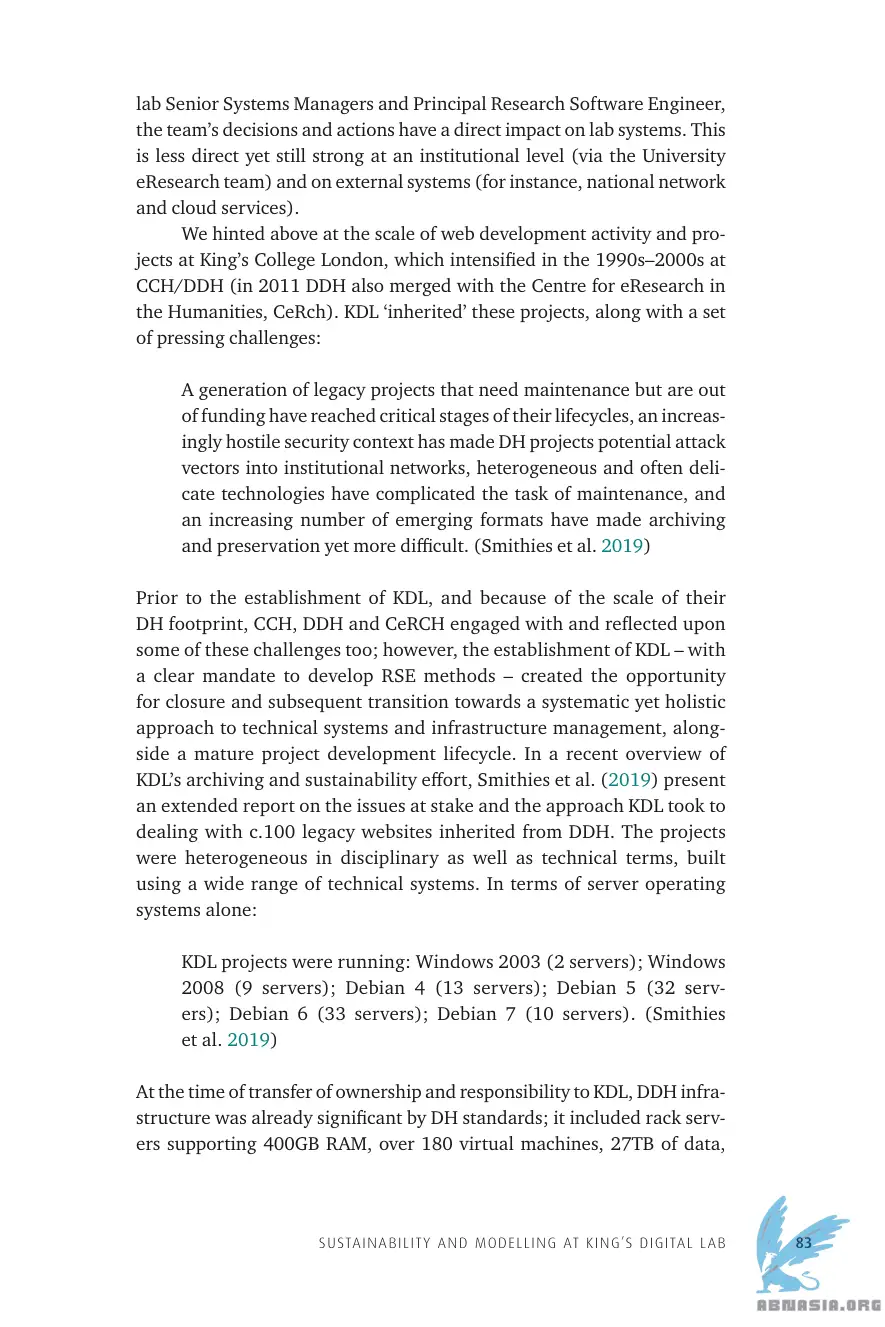 lab Senior Systems Managers and Principal Research Software Engineer,
the team’s decisions and actions have a direct impact on lab systems. This
is less direct yet still strong at an institutional level (via the University
eResearch team) and on external systems (for instance, national network
and cloud services).
We hinted above at the scale of web development activity and pro-
jects at King’s College London, which intensified in the 1990s–2000s at
CCH/DDH (in 2011 DDH also merged with the Centre for eResearch in
the Humanities, CeRch). KDL ‘inherited’ these projects, along with a set
of pressing challenges:
A generation of legacy projects that need maintenance but are out
of funding have reached critical stages of their lifecycles, an increas-
ingly hostile security context has made DH projects potential attack
vectors into institutional networks, heterogeneous and often deli-
cate technologies have complicated the task of maintenance, and
an increasing number of emerging formats have made archiving
and preservation yet more difficult. (Smithies et al. 2019)
Prior to the establishment of KDL, and because of the scale of their
DH footprint, CCH, DDH and CeRCH engaged with and reflected upon
some of these challenges too; however, the establishment of KDL – with
a clear mandate to develop RSE methods – created the opportunity
for closure and subsequent transition towards a systematic yet holistic
approach to technical systems and infrastructure management, along-
side a mature project development lifecycle. In a recent overview of
KDL’s archiving and sustainability effort, Smithies et al. (2019) present
an extended report on the issues at stake and the approach KDL took to
dealing with c.100 legacy websites inherited from DDH. The projects
were heterogeneous in disciplinary as well as technical terms, built
using a wide range of technical systems. In terms of server operating
systems alone:
KDL projects were running: Windows 2003 (2 servers); Windows
2008 (9 servers); Debian 4 (13 servers); Debian 5 (32 serv-
ers); Debian 6 (33 servers); Debian 7 (10 servers). (Smithies
et al. 2019)
At the time of transfer of ownership and responsibility to KDL, DDH infra-
structure was already significant by DH standards; it included rack serv-
ers supporting 400GB RAM, over 180 virtual machines, 27TB of data,
SUSTAINABILITY AND MODELLING AT KING’S DIGITAL LAB 83
ABNASIA.ORG